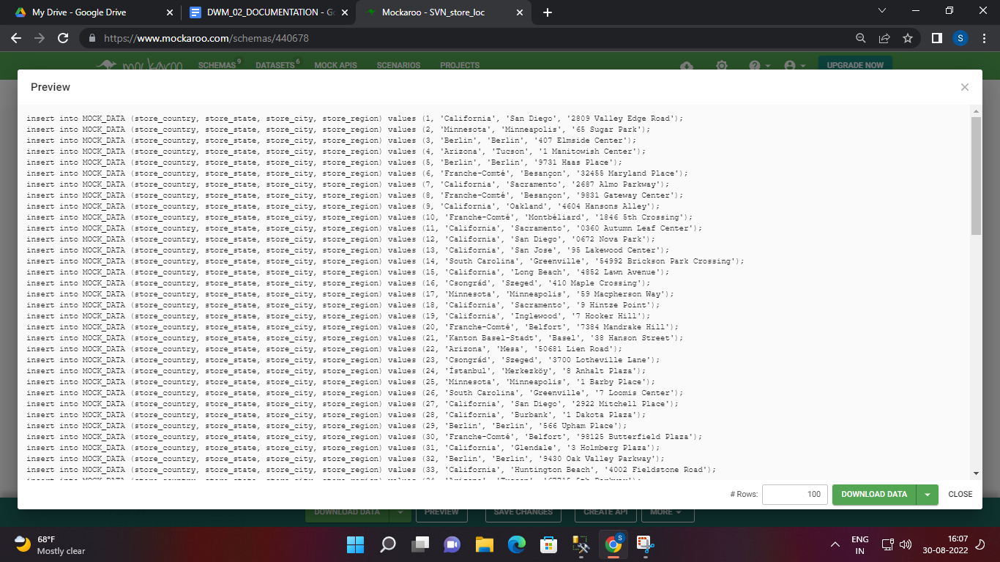 My Drive - Google Drive
DWM_02_DOCUMENTATION - Go
Mockaroo - SVN_store_loc
https://www.mockaroo.com/schemas/440678
S
mockaroo
SCHEMAS 9
DATASETS 6
MOCK APIS
SCENARIOS
PROJECTS
UPGRADE NOW
Preview
insert into MOCK_DATA (store_country, store_state, store_city, store_region) values (1, 'California', 'San Diego', '2809 Valley Edge Road');
insert into MOCK_DATA (store_country, store_state, store_city, store_region) values (2, 'Minnesota', 'Minneapolis', '65 Sugar Park');
insert into MOCK_DATA (store_country, store_state, store_city, store_region) values (3, 'Berlin', 'Berlin', '407 Elmside Center');
insert into MOCK_DATA (store_country, store_state, store_city, store_region) values (4, 'Arizona', 'Tucson', '1 Manitowish Center');
insert into MOCK_DATA (store_country, store_state, store_city, store_region) values (5, 'Berlin', 'Berlin', '9731 Haas Place');
insert into MOCK_DATA (store_country, store_state, store_city, store_region) values (6, 'Franche-Comté', 'Besançon', '32455 Maryland Place');
insert into MOCK_DATA (store_country, store_state, store_city, store_region) values (7, 'California', 'Sacramento', '2687 Almo Parkway');
insert into MOCK_DATA (store_country, store_state, store_city, store_region) values (8, 'Franche-Comté', 'Besançon', '9831 Gateway Center');
insert into MOCK_DATA (store_country, store_state, store_city, store_region) values (9, 'California', 'Oakland', '4604 Hansons Alley');
insert into MOCK_DATA (store_country, store_state, store_city, store_region) values (10, 'Franche-Comté', 'Montbéliard', '1846 5th Crossing');
insert into MOCK_DATA (store_country, store_state, store_city, store_region) values (11, 'California', 'Sacramento', '0360 Autumn Leaf Center');
insert into MOCK_DATA (store_country, store_state, store_city, store_region) values (12, 'California', 'San Diego', '0672 Nova Park');
insert into MOCK_DATA (store_country, store_state, store_city, store_region) values (13, 'California', 'San Jose', '95 Lakewood Center');
insert into MOCK_DATA (store_country, store_state, store_city, store_region) values (14, 'South Carolina', 'Greenville', '54992 Brickson Park Crossing');
insert into MOCK_DATA (store_country, store_state, store_city, store_region) values (15, 'California', 'Long Beach', '4852 Lawn Avenue');
insert into MOCK_DATA (store_country, store_state, store_city, store_region) values (16, 'Csongrád', 'Szeged', '410 Maple Crossing');
insert into MOCK_DATA (store_country, store_state, store_city, store_region) values (17, 'Minnesota', 'Minneapolis', '59 Macpherson Way');
insert into MOCK_DATA (store_country, store_state, store_city, store_region) values (18, 'California', 'Sacramento', '9 Hintze Point');
insert into MOCK_DATA (store_country, store_state, store_city, store_region) values (19, 'California', 'Inglewood', '7 Hooker Hill');
insert into MOCK_DATA (store_country, store_state, store_city, store_region) values (20, 'Franche-Comté', 'Belfort', '7384 Mandrake Hill');
insert into MOCK_DATA (store_country, store_state, store_city, store_region) values (21, 'Kanton Basel-Stadt', 'Basel', '38 Hanson Street');
insert into MOCK_DATA (store_country, store_state, store_city, store_region) values (22, 'Arizona', 'Mesa', '50681 Lien Road');
insert into MOCK_DATA (store_country, store_state, store_city, store_region) values (23, 'Csongrád', 'Szeged', '3700 Lotheville Lane');
insert into MOCK_DATA (store_country, store_state, store_city, store_region) values (24, 'İstanbul', 'Merkezköy', '8 Anhalt Plaza');
insert into MOCK_DATA (store_country, store_state, store_city, store_region) values (25, 'Minnesota', 'Minneapolis', '1 Barby Place');
insert into MOCK_DATA (store_country, store_state, store_city, store_region) values (26, 'South Carolina', 'Greenville', '7 Loomis Center');
insert into MOCK_DATA (store_country, store_state, store_city, store_region) values (27, 'California', 'San Diego', '2922 Mitchell Place');
insert into MOCK_DATA (store_country, store_state, store_city, store_region) values (28, 'California', 'Burbank', '1 Dakota Plaza');
insert into MOCK_DATA (store_country, store_state, store_city, store_region) values (29, 'Berlin', 'Berlin', '566 Upham Place');
insert into MOCK_DATA (store_country, store_state, store_city, store_region) values (30, 'Franche-Comté', 'Belfort', '98125 Butterfield Plaza');
insert into MOCK_DATA (store_country, store_state, store_city, store_region) values (31, 'California', 'Glendale', '3 Holmberg Plaza');
insert into MOCK_DATA (store_country, store_state, store_city, store_region) values (32, 'Berlin', 'Berlin', '9430 Oak Valley Parkway');
insert into MOCK_DATA (store_country, store_state, store_city, store_region) values (33, 'California', 'Huntington Beach', '4002 Fieldstone Road');
# Rows:
100
DOWNLOAD DATA
CLOSE
DOWNLOAD DATA
PREVIEW
SAVE CHANGES
CREATE API
MORE
68°F
Mostly clear
S
ENG
IN
16:07
30-08-2022